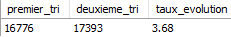 premier_tri deuxieme_tri taux_evolution
16776 17393 3.68